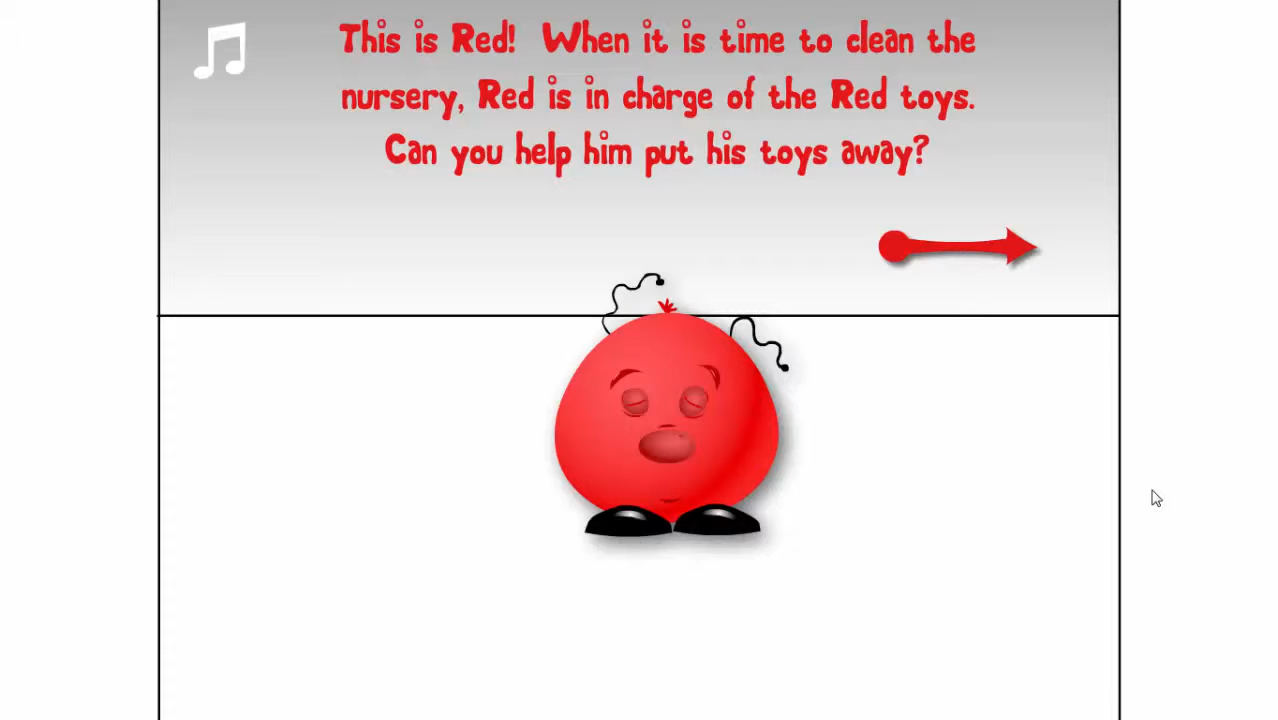 This is Red! When it is time to clean the
nursery, Red is in charge of the Red toys.
Can you help him put his toys away?